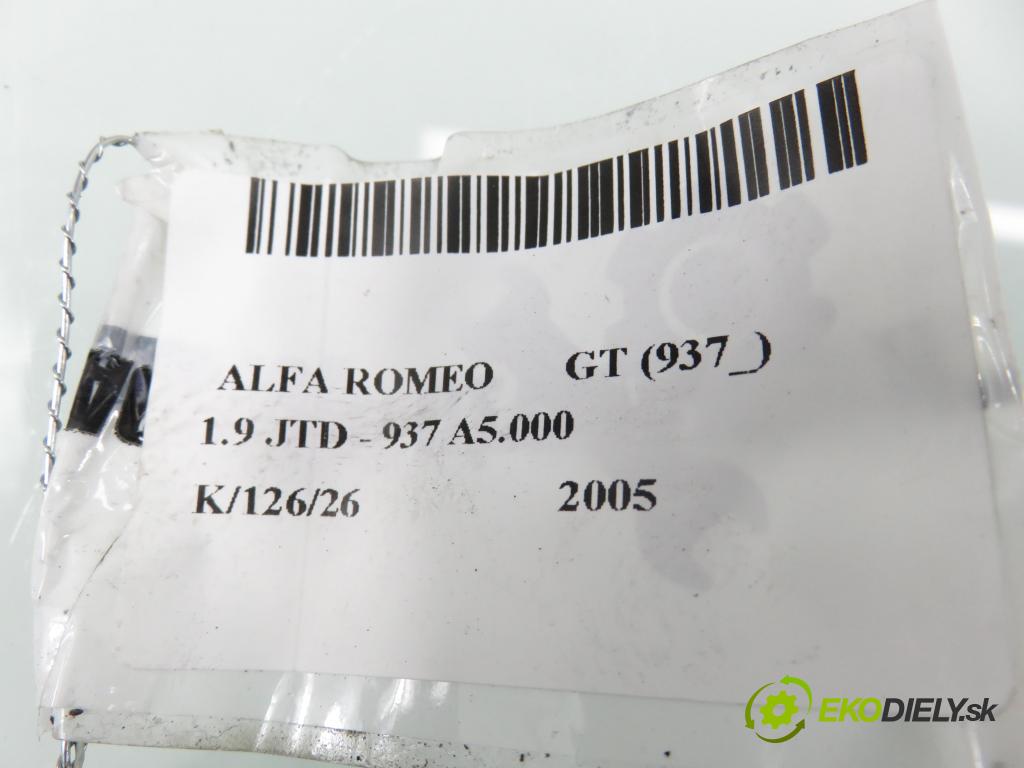 ALFA ROMEO GT (937_)
1.9 JTD - 937 A5.000
K/126/26 2005
EKODIELY.sk